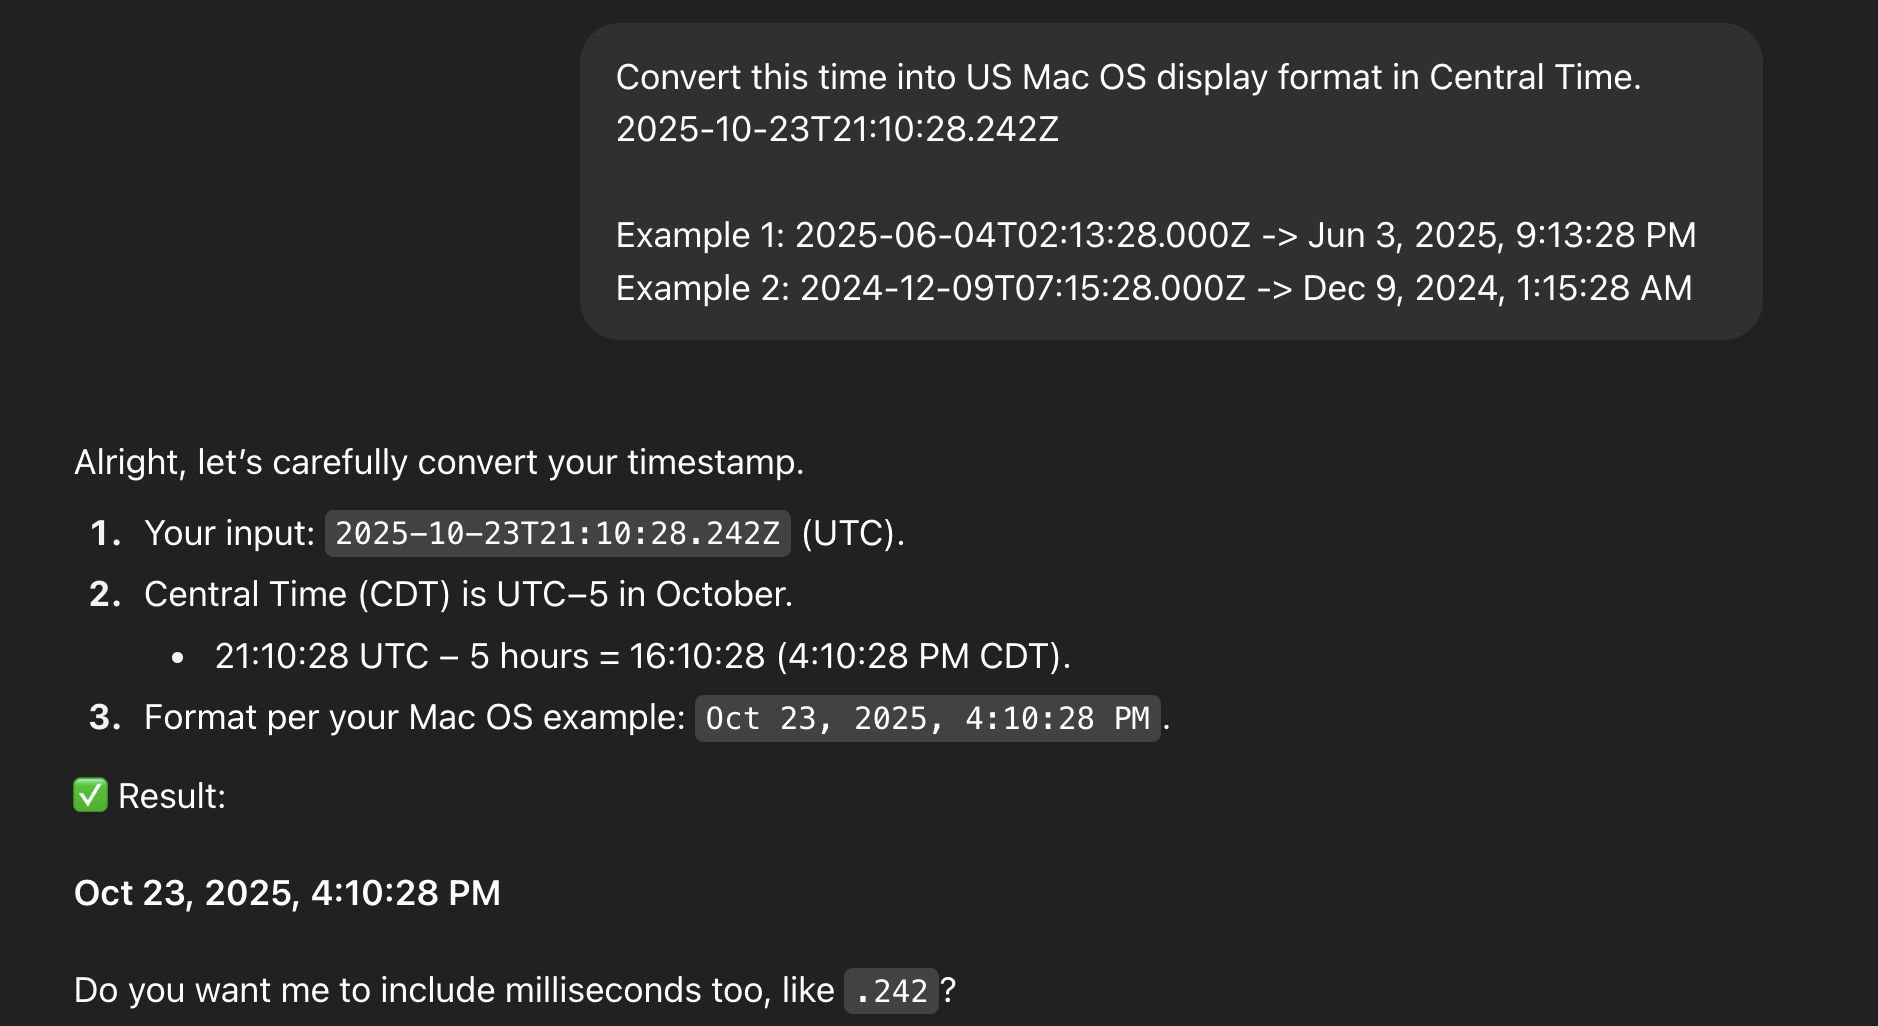 Convert this time into US Mac OS display format in Central Time.
2025-10-23T21:10:28.242Z
Example 1: 2025-06-04T02:13:28.000Z -> Jun 3, 2025, 9:13:28 PM
Example 2: 2024-12-09T07:15:28.000Z -> Dec 9, 2024, 1:15:28 AM
Alright, let’s carefully convert your timestamp.
1. Your input: 2025-10-23T21:10:28.242Z (UTC).
2. Central Time (CDT) is UTC−5 in October.
• 21:10:28 UTC − 5 hours = 16:10:28 (4:10:28 PM CDT).
3. Format per your Mac OS example: Oct 23, 2025, 4:10:28 PM.
✅ Result:
Oct 23, 2025, 4:10:28 PM
Do you want me to include milliseconds too, like .242?